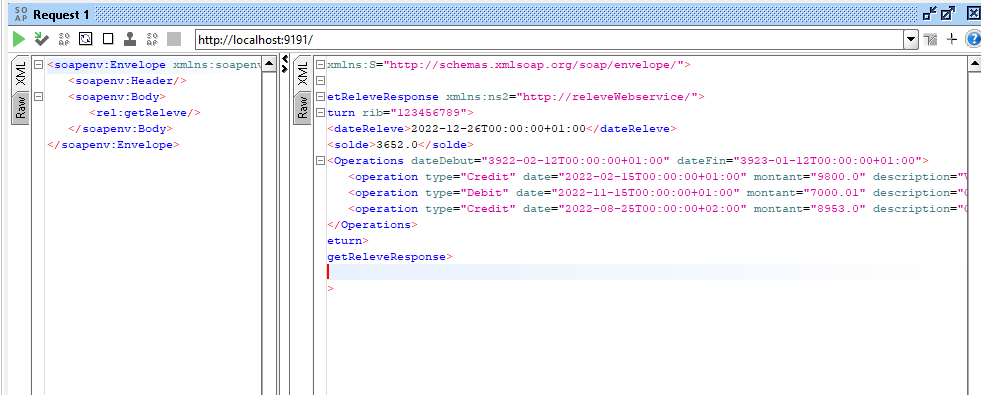 SO AP Request 1
SO AP SO AP http://localhost:9191/
XML
Raw
<soapenv:Envelope xmlns:soapenv
<soapenv:Header/>
<soapenv:Body>
<rel:getReleve/>
</soapenv:Body>
</soapenv:Envelope>
XML
Raw
xmlns:S="http://schemas.xmlsoap.org/soap/envelope/">
etReleveResponse xmlns:ns2="http://releveWebservice/">
turn rib="123456789">
<dateReleve>2022-12-26T00:00:00+01:00</dateReleve>
<solde>3652.0</solde>
<Operations dateDebut="3922-02-12T00:00:00+01:00" dateFin="3923-01-12T00:00:00+01:00">
<operation type="Credit" date="2022-02-15T00:00:00+01:00" montant="9800.0" description="
<operation type="Debit" date="2022-11-15T00:00:00+01:00" montant="7000.01" description="
<operation type="Credit" date="2022-08-25T00:00:00+02:00" montant="8953.0" description="
</Operations>
eturn>
getReleveResponse>
>